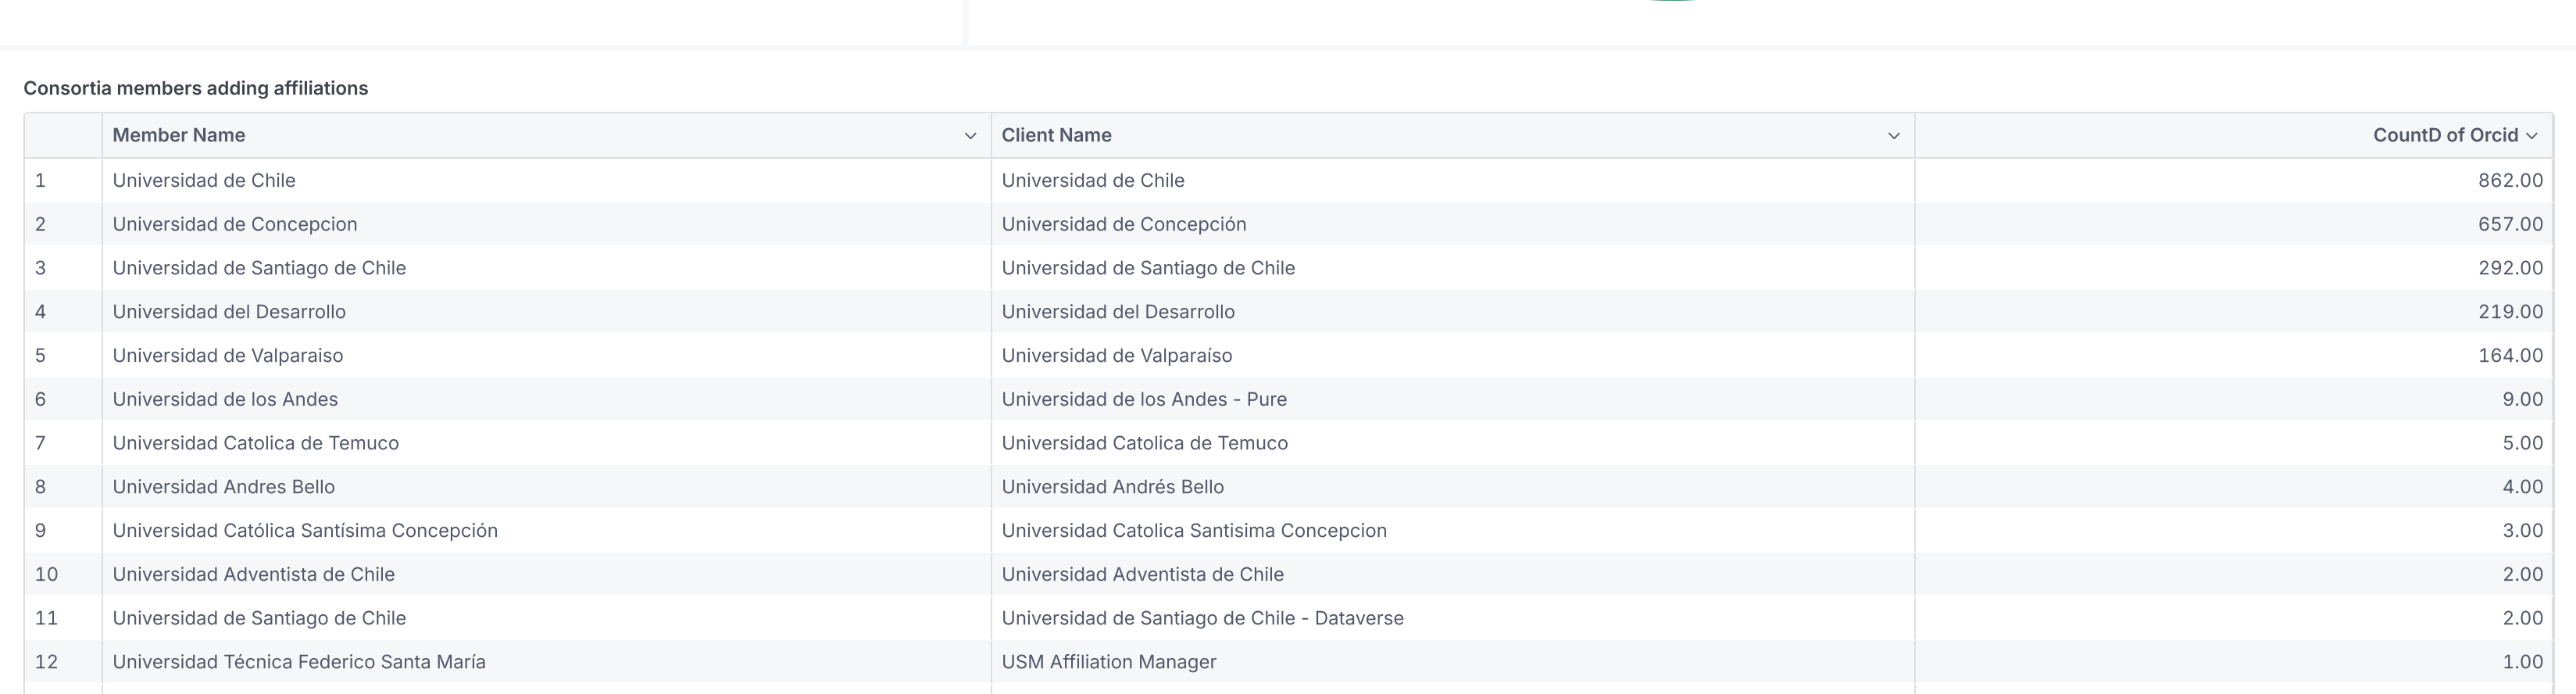 Consortia members adding affiliations
Member Name Client Name CountD of Orcid
1 Universidad de Chile Universidad de Chile 862.00
2 Universidad de Concepcion Universidad de Concepción 657.00
3 Universidad de Santiago de Chile Universidad de Santiago de Chile 292.00
4 Universidad del Desarrollo Universidad del Desarrollo 219.00
5 Universidad de Valparaiso Universidad de Valparaíso 164.00
6 Universidad de los Andes Universidad de los Andes - Pure 9.00
7 Universidad Catolica de Temuco Universidad Catolica de Temuco 5.00
8 Universidad Andres Bello Universidad Andrés Bello 4.00
9 Universidad Católica Santísima Concepción Universidad Catolica Santisima Concepcion 3.00
10 Universidad Adventista de Chile Universidad Adventista de Chile 2.00
11 Universidad de Santiago de Chile Universidad de Santiago de Chile - Dataverse 2.00
12 Universidad Técnica Federico Santa María USM Affiliation Manager 1.00